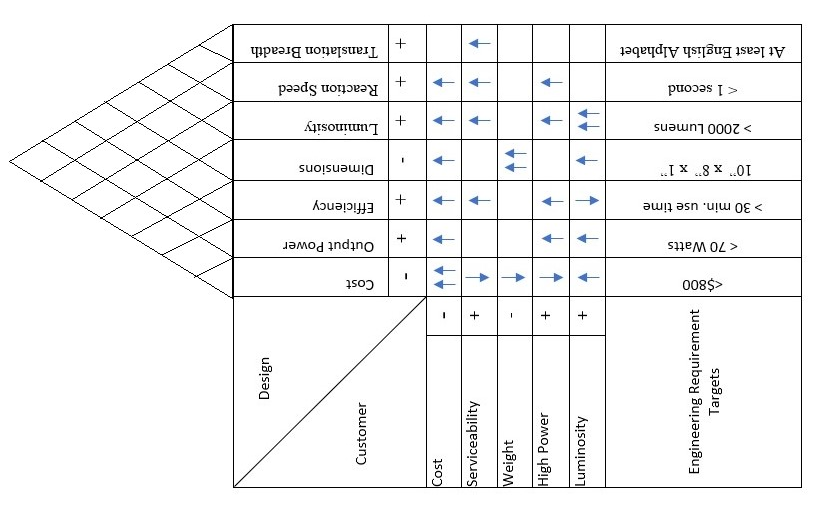 Translation Breadth + At least English Alphabet
Reaction Speed + < 1 second
Luminosity + > 2000 Lumens
Dimensions - 10" x 8" x 1"
Efficiency + > 30 min. use time
Output Power + < 70 Watts
Cost - <$800
- + - + +
Design
Customer
Cost
Serviceability
Weight
High Power
Luminosity
Engineering Requirement
Targets